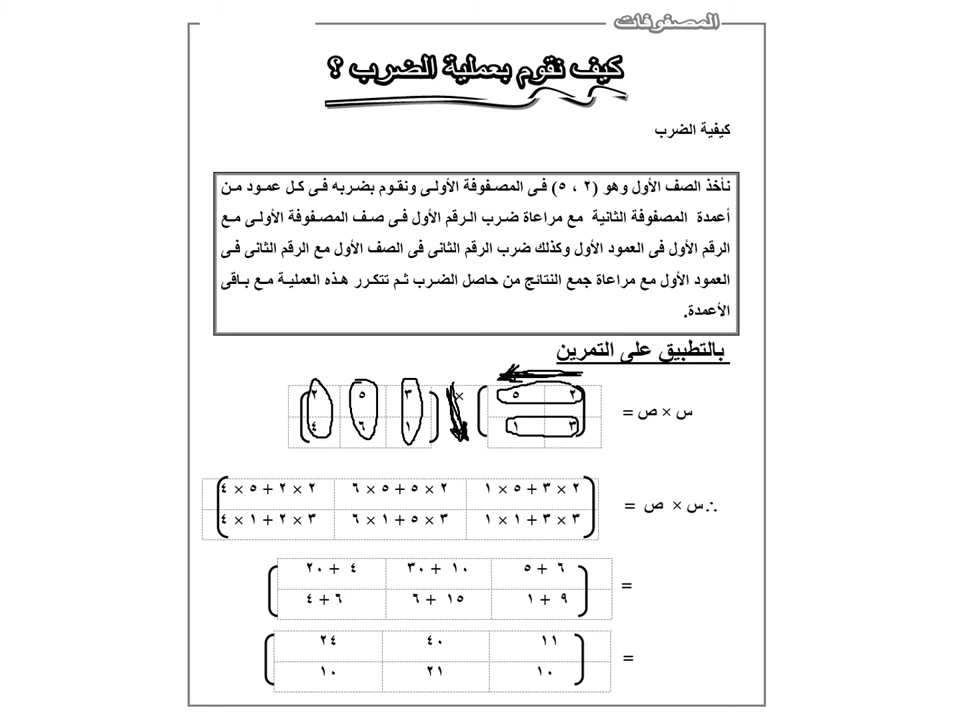 المصفوفات
كيف نقوم بعملية الضرب ؟
كيفية الضرب
نأخذ الصف الأول وهو (٢ ، ٥) فى المصفوفة الأولى ونقوم بضربه فى كل عمود من
أعمدة المصفوفة الثانية مع مراعاة ضرب الرقم الأول فى صف المصفوفة الأولى مع
الرقم الأول فى العمود الأول وكذلك ضرب الرقم الثانى فى الصف الأول مع الرقم الثانى فى
العمود الأول مع مراعاة جمع النتائج من حاصل الضرب ثم تتكرر هذه العملية مع باقى
الأعمدة.
بالتطبيق على التمرين
س × ص = ( ٢ ٥ × ( ٣ ٥ ٢
٣ ١ ) ١ ٦ ٤ )
∴ س × ص = ( ٢ × ٣ + ٥ × ١ ٢ × ٥ + ٥ × ٦ ٢ × ٢ + ٥ × ٤
٣ × ٣ + ١ × ١ ٣ × ٥ + ١ × ٦ ٣ × ٢ + ١ × ٤ )
= ( ٦ + ٥ ١٠ + ٣٠ ٤ + ٢٠
٩ + ١ ١٥ + ٦ ٦ + ٤ )
= ( ١١ ٤٠ ٢٤
١٠ ٢١ ١٠ )